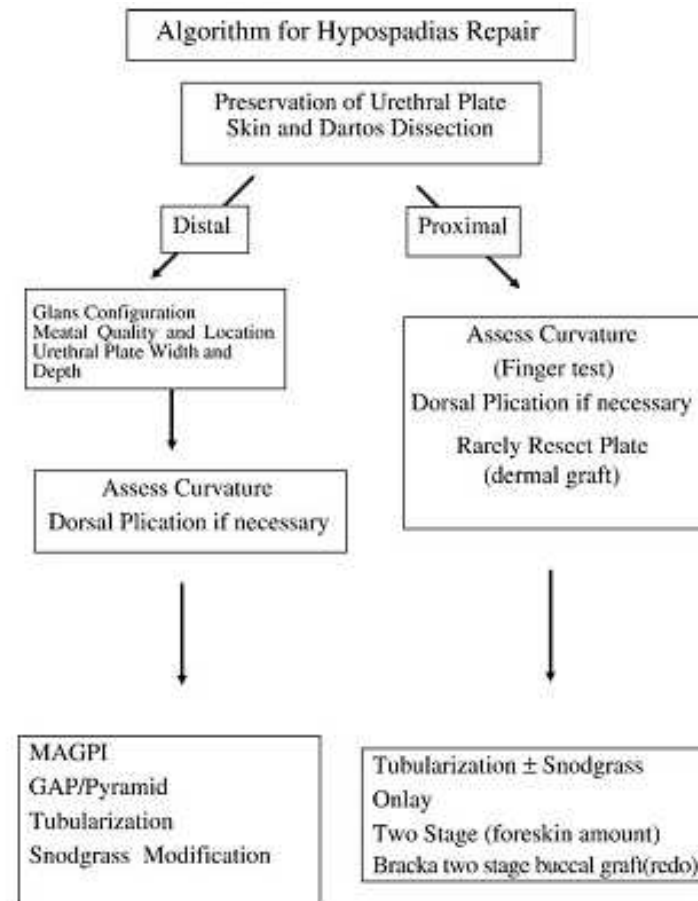 Algorithm for Hypospadias Repair
Preservation of Urethral Plate
Skin and Dartos Dissection
Distal
Proximal
Glans Configuration
Meatal Quality and Location
Urethral Plate Width and
Depth
Assess Curvature
Dorsal Plication if necessary
Assess Curvature
(Finger test)
Dorsal Plication if necessary
Rarely Resect Plate
(dermal graft)
MAGPI
GAP/Pyramid
Tubularization
Snodgrass Modification
Tubularization ± Snodgrass
Onlay
Two Stage (foreskin amount)
Bracka two stage buccal graft(redo)